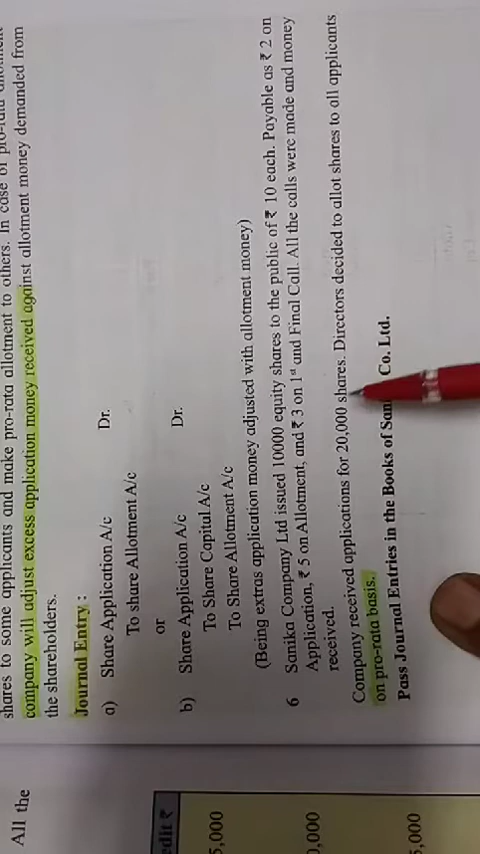 shares to some applicants and make pro-rata allotment to others. In case of pro-rata allotment
company will adjust excess application money received against allotment money demanded from
the shareholders.
Journal Entry :
a) Share Application A/c Dr.
To share Allotment A/c
or
b) Share Application A/c Dr.
To Share Capital A/c
To Share Allotment A/c
(Being extras application money adjusted with allotment money)
6 Sanika Company Ltd issued 10000 equity shares to the public of ₹ 10 each. Payable as ₹ 2 on
Application, ₹ 5 on Allotment, and ₹ 3 on 1st and Final Call. All the calls were made and money
received.
Company received applications for 20,000 shares. Directors decided to allot shares to all applicants
on pro-rata basis.
Pass Journal Entries in the Books of Co. Ltd.
All the
5,000
0,000
5,000